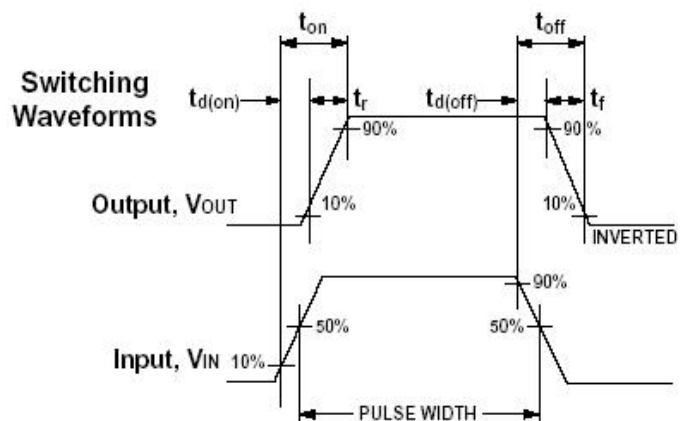 ton
toff
Switching
Waveforms
td(on)
tr
td(off)
tf
90%
90%
Output, VOUT
10%
10%
INVERTED
90%
50%
50%
Input, VIN
10%
PULSE WIDTH